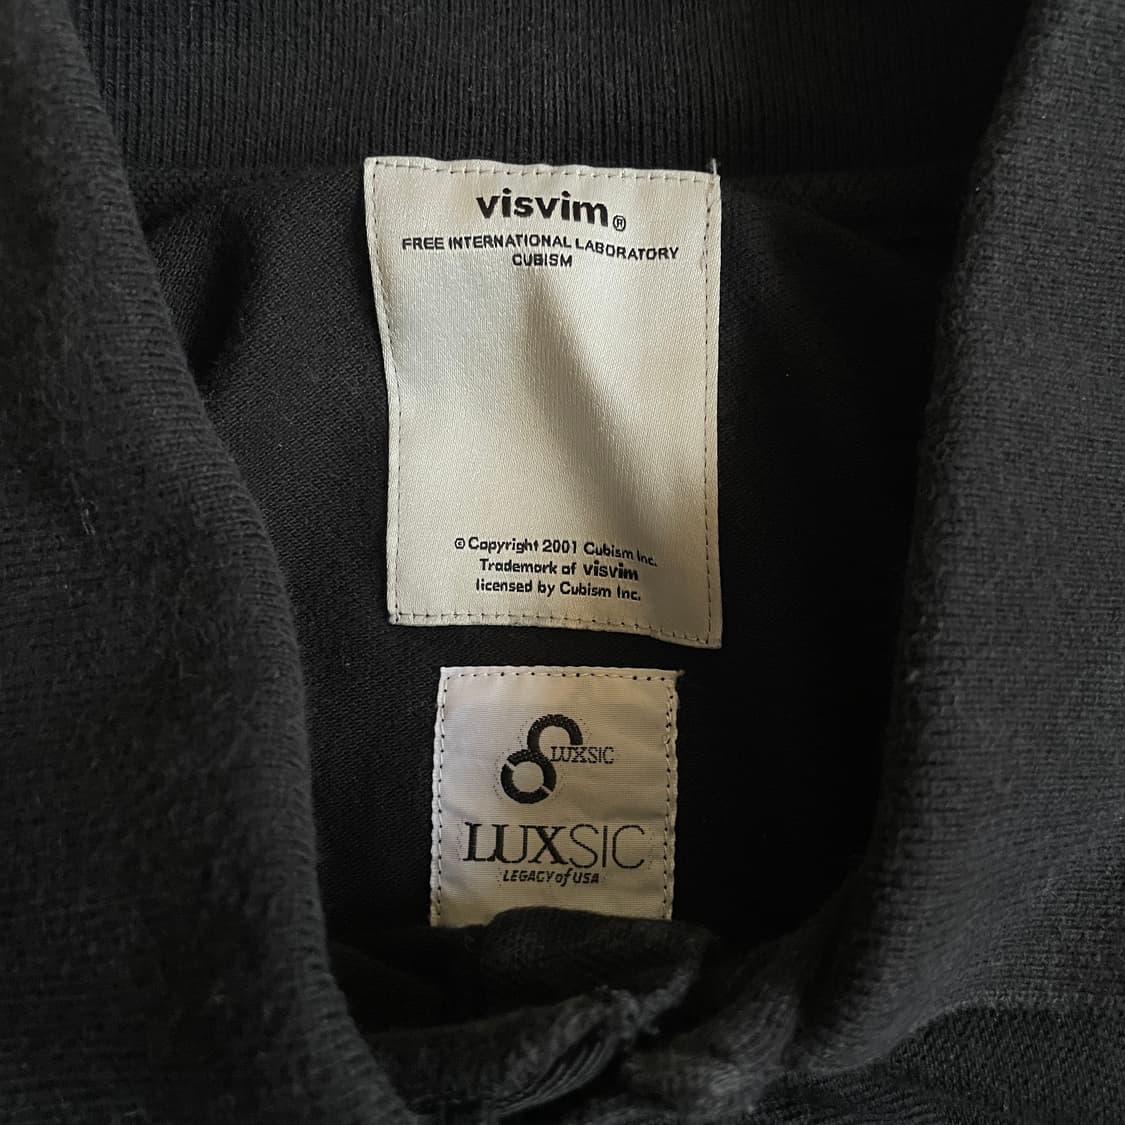 visvim®
FREE INTERNATIONAL LABORATORY
CUBISM
© Copyright 2001 Cubism Inc.
Trademark of visvim
licensed by Cubism Inc.
LUXSIC
LUXSIC
LEGACY of USA